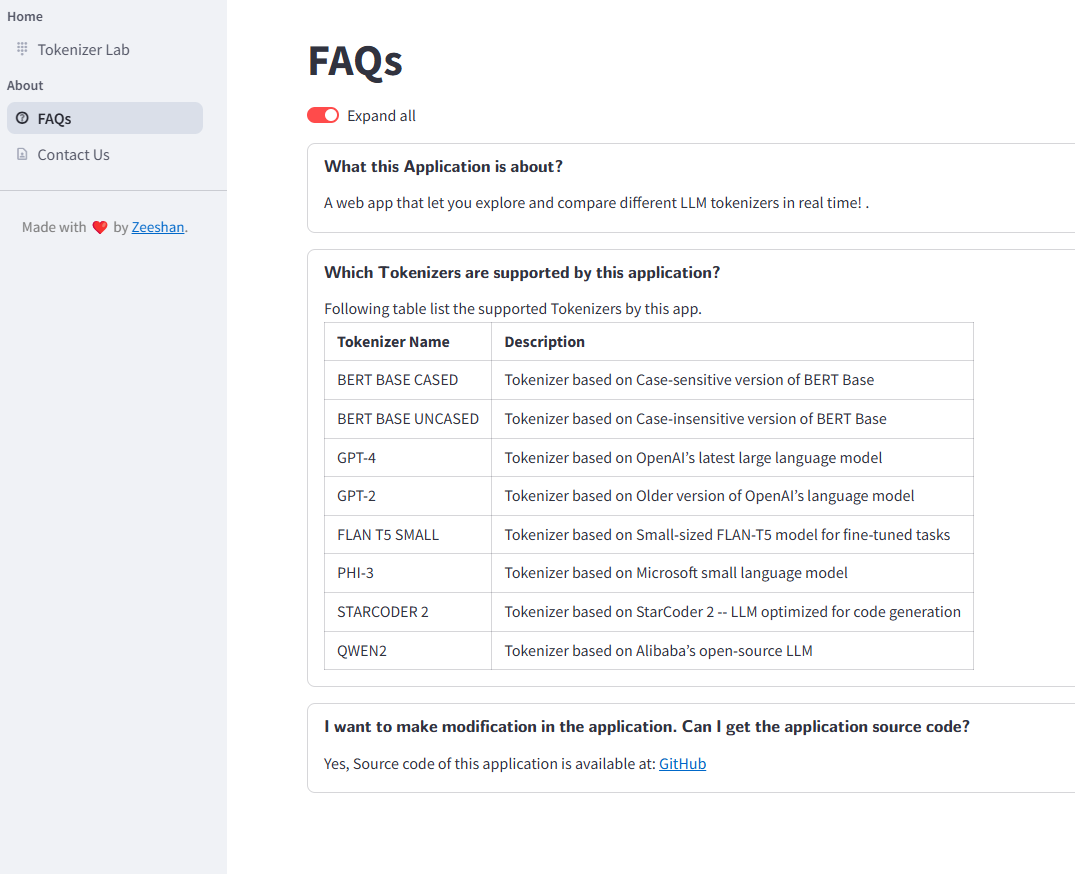 Home
Tokenizer Lab
About
FAQs
Contact Us
Made with ❤️ by Zeeshan.
FAQs
Expand all
What this Application is about?
A web app that let you explore and compare different LLM tokenizers in real time! .
Which Tokenizers are supported by this application?
Following table list the supported Tokenizers by this app.
Tokenizer Name Description
BERT BASE CASED Tokenizer based on Case-sensitive version of BERT Base
BERT BASE UNCASED Tokenizer based on Case-insensitive version of BERT Base
GPT-4 Tokenizer based on OpenAI’s latest large language model
GPT-2 Tokenizer based on Older version of OpenAI’s language model
FLAN T5 SMALL Tokenizer based on Small-sized FLAN-T5 model for fine-tuned tasks
PHI-3 Tokenizer based on Microsoft small language model
STARCODER 2 Tokenizer based on StarCoder 2 -- LLM optimized for code generation
QWEN2 Tokenizer based on Alibaba’s open-source LLM
I want to make modification in the application. Can I get the application source code?
Yes, Source code of this application is available at: GitHub